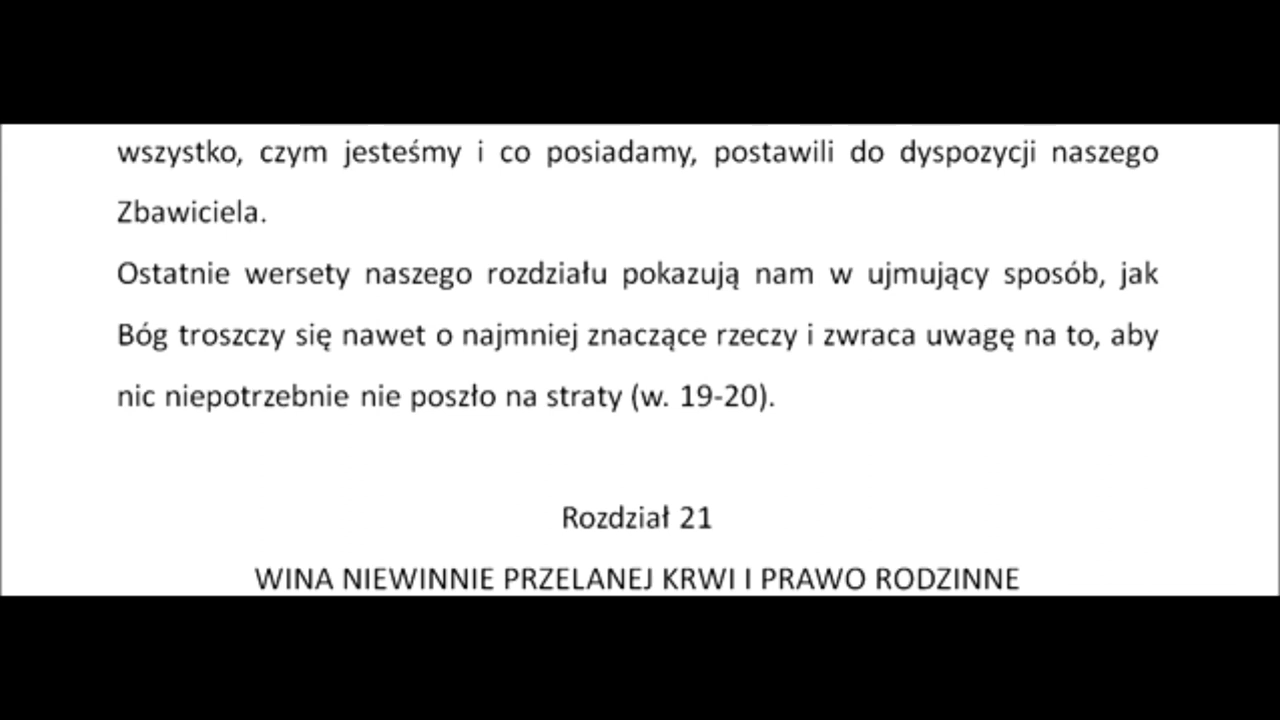 wszystko, czym jesteśmy i co posiadamy, postawili do dyspozycji naszego
Zbawiciela.
Ostatnie wersety naszego rozdziału pokazują nam w ujmujący sposób, jak
Bóg troszczy się nawet o najmniej znaczące rzeczy i zwraca uwagę na to, aby
nic niepotrzebnie nie poszło na straty (w. 19-20).
Rozdział 21
WINA NIEWINNIE PRZELANEJ KRWI I PRAWO RODZINNE